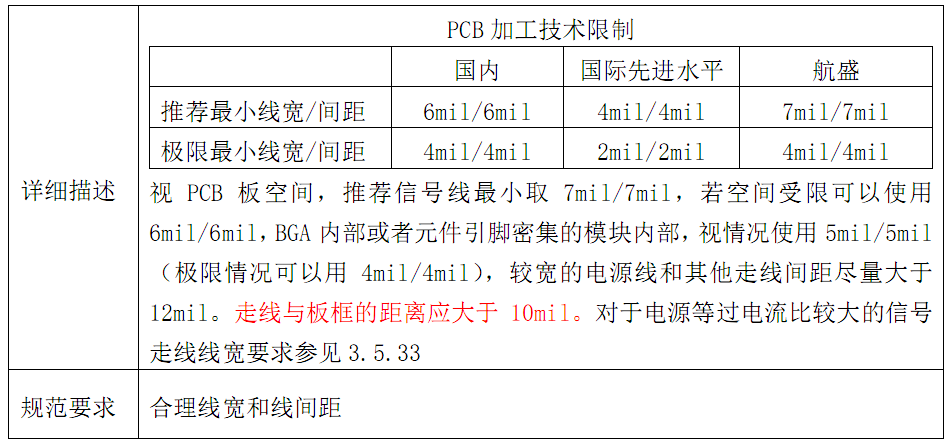 PCB 加工技术限制
国内 国际先进水平 航盛
推荐最小线宽/间距 6mil/6mil 4mil/4mil 7mil/7mil
极限最小线宽/间距 4mil/4mil 2mil/2mil 4mil/4mil
详细描述
视 PCB 板空间，推荐信号线最小取 7mil/7mil，若空间受限可以使用
6mil/6mil，BGA 内部或者元件引脚密集的模块内部，视情况使用 5mil/5mil
（极限情况可以用 4mil/4mil），较宽的电源线和其他走线间距尽量大于
12mil。走线与板框的距离应大于 10mil。对于电源等过电流比较大的信号
走线线宽要求参见 3.5.33
规范要求 合理线宽和线间距